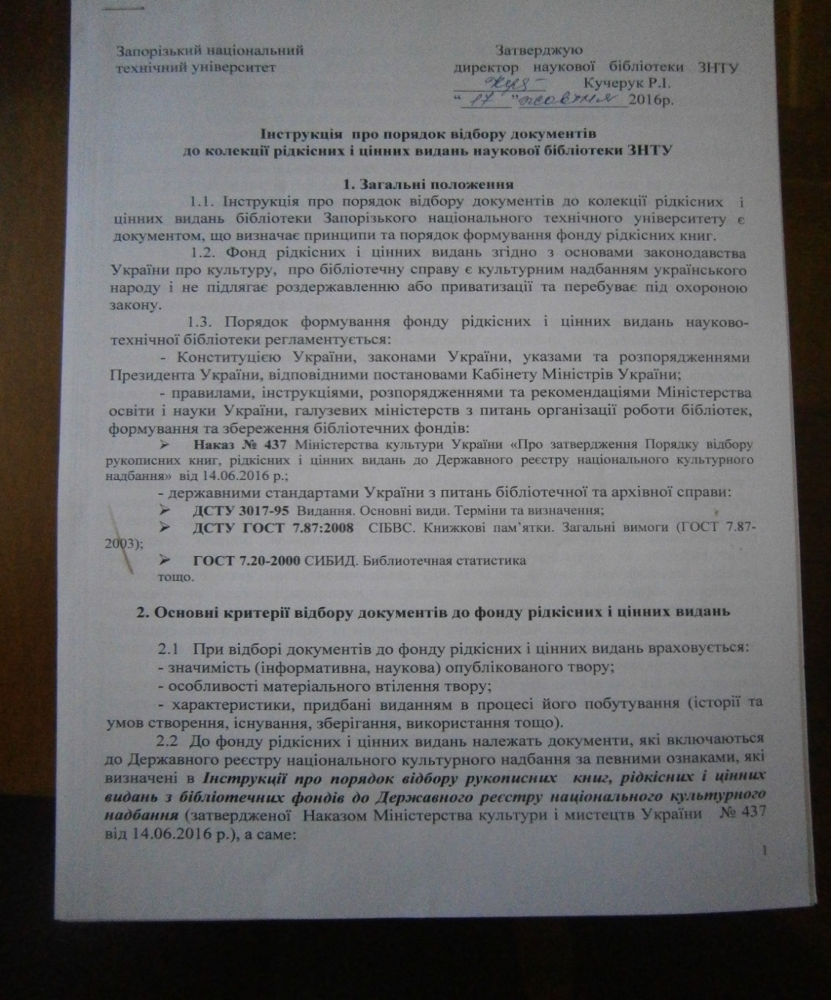 Запорізький національний
технічний університет
Затверджую
директор наукової бібліотеки ЗНТУ
Кучерук Р.І.
“ 17 ” жовтня 2016р.
Інструкція про порядок відбору документів
до колекції рідкісних і цінних видань наукової бібліотеки ЗНТУ
1. Загальні положення
1.1. Інструкція про порядок відбору документів до колекції рідкісних і
цінних видань бібліотеки Запорізького національного технічного університету є
документом, що визначає принципи та порядок формування фонду рідкісних книг.
1.2. Фонд рідкісних і цінних видань згідно з основами законодавства
України про культуру, про бібліотечну справу є культурним надбанням українського
народу і не підлягає роздержавленню або приватизації та перебуває під охороною
закону.
1.3. Порядок формування фонду рідкісних і цінних видань науково-
технічної бібліотеки регламентується:
- Конституцією України, законами України, указами та розпорядженнями
Президента України, відповідними постановами Кабінету Міністрів України;
- правилами, інструкціями, розпорядженнями та рекомендаціями Міністерства
освіти і науки України, галузевих міністерств з питань організації роботи бібліотек,
формування та збереження бібліотечних фондів:
➢ Наказ № 437 Міністерства культури України «Про затвердження Порядку відбору
рукописних книг, рідкісних і цінних видань до Державного реєстру національного культурного
надбання» від 14.06.2016 р.;
- державними стандартами України з питань бібліотечної та архівної справи:
➢ ДСТУ 3017-95 Видання. Основні види. Терміни та визначення;
➢ ДСТУ ГОСТ 7.87:2008 СІБВС. Книжкові пам’ятки. Загальні вимоги (ГОСТ 7.87-
2003);
➢ ГОСТ 7.20-2000 СИБИД. Библиотечная статистика
тощо.
2. Основні критерії відбору документів до фонду рідкісних і цінних видань
2.1 При відборі документів до фонду рідкісних і цінних видань враховується:
- значимість (інформативна, наукова) опублікованого твору;
- особливості матеріального втілення твору;
- характеристики, придбані виданням в процесі його побутування (історії та
умов створення, існування, зберігання, використання тощо).
2.2 До фонду рідкісних і цінних видань належать документи, які включаються
до Державного реєстру національного культурного надбання за певними ознаками, які
визначені в Інструкції про порядок відбору рукописних книг, рідкісних і цінних
видань з бібліотечних фондів до Державного реєстру національного культурного
надбання (затвердженої Наказом Міністерства культури і мистецтв України № 437
від 14.06.2016 р.), а саме:
1